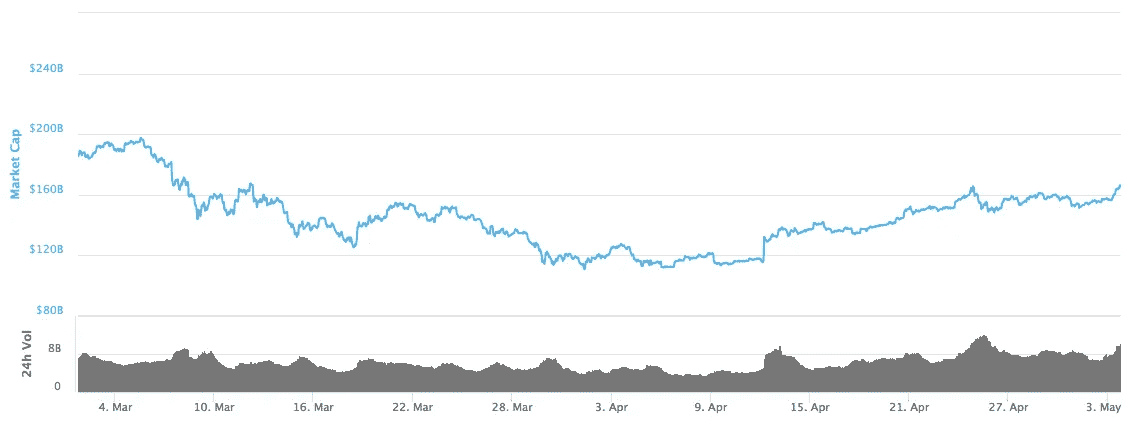 $240B
$200B
$160B
$120B
$80B
Market Cap
8B
0
24h Vol
4. Mar
10. Mar
16. Mar
22. Mar
28. Mar
3. Apr
9. Apr
15. Apr
21. Apr
27. Apr
3. May